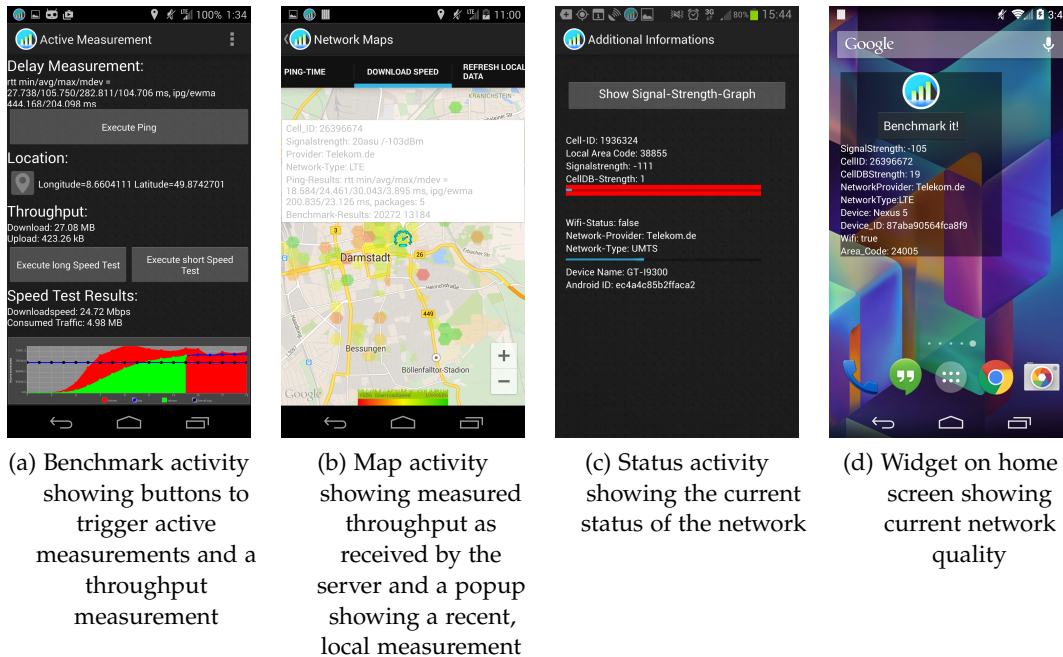 100% 1:34
Active Measurement
Delay Measurement:
rtt min/avg/max/mdev =
27.738/105.750/282.811/104.706 ms, ipg/ewma
444.168/204.098 ms
Execute Ping
Location:
Longitude=8.6604111 Latitude=49.8742701
Throughput:
Download: 27.08 MB
Upload: 423.26 kB
Execute long Speed Test
Execute short Speed
Test
Speed Test Results:
Downloadspeed: 24.72 Mbps
Consumed Traffic: 4.98 MB
(a) Benchmark activity
showing buttons to
trigger active
measurements and a
throughput
measurement
11:00
Network Maps
PING-TIME
DOWNLOAD SPEED
REFRESH LOCAL
DATA
KRANICHSTEIN
Cell_ID: 26396674
Signalstrength: 20asu /-103dBm
Provider: Telekom.de
Network-Type: LTE
Ping-Results: rtt min/avg/max/mdev =
18.584/24.461/30.043/3.895 ms, ipg/ewma
200.835/23.126 ms, packages: 5
Benchmark-Results: 20272 13184
3
Darmstadt
26
Heinrichstraße
449
Bessungen
Böllenfalltor-Stadion
+
−
Google
(b) Map activity
showing measured
throughput as
received by the
server and a popup
showing a recent,
local measurement
3G
80% 15:44
Additional Informations
Show Signal-Strength-Graph
Cell-ID: 1936324
Local Area Code: 38855
Signalstrength: -111
CellDB-Strength: 1
Wifi-Status: false
Network-Provider: Telekom.de
Network-Type: UMTS
Device Name: GT-I9300
Android ID: ec4a4c85b2ffaca2
(c) Status activity
showing the current
status of the network
Google
Benchmark it!
SignalStrength: -105
CellID: 26396672
CellDBStrength: 19
NetworkProvider: Telekom.de
NetworkType:LTE
Device: Nexus 5
Device_ID: 87aba90564fca8f9
Wifi: true
Area_Code: 24005
(d) Widget on home
screen showing
current network
quality